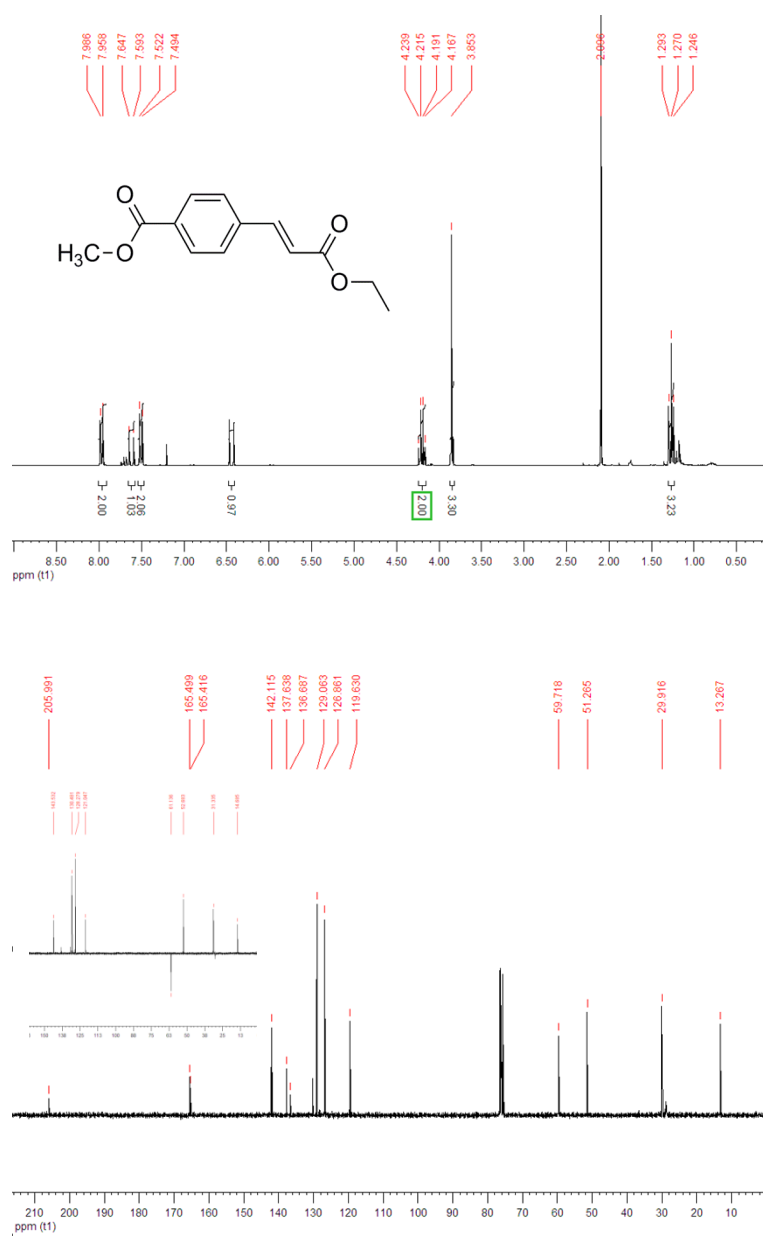 7.986 7.958 7.647 7.593 7.522 7.494 4.239 4.215 4.191 4.167 3.853 2.096 1.293 1.270 1.246
O
H3C-O
O
O
2.00 1.03 2.06 0.97 2.00 3.30 3.23
8.50 8.00 7.50 7.00 6.50 6.00 5.50 5.00 4.50 4.00 3.50 3.00 2.50 2.00 1.50 1.00 0.50
ppm (t1)
205.991 165.499 165.416 142.115 137.638 136.687 129.063 126.861 119.630 59.718 51.265 29.916 13.267
210 200 190 180 170 160 150 140 130 120 110 100 90 80 70 60 50 40 30 20 10
ppm (t1)